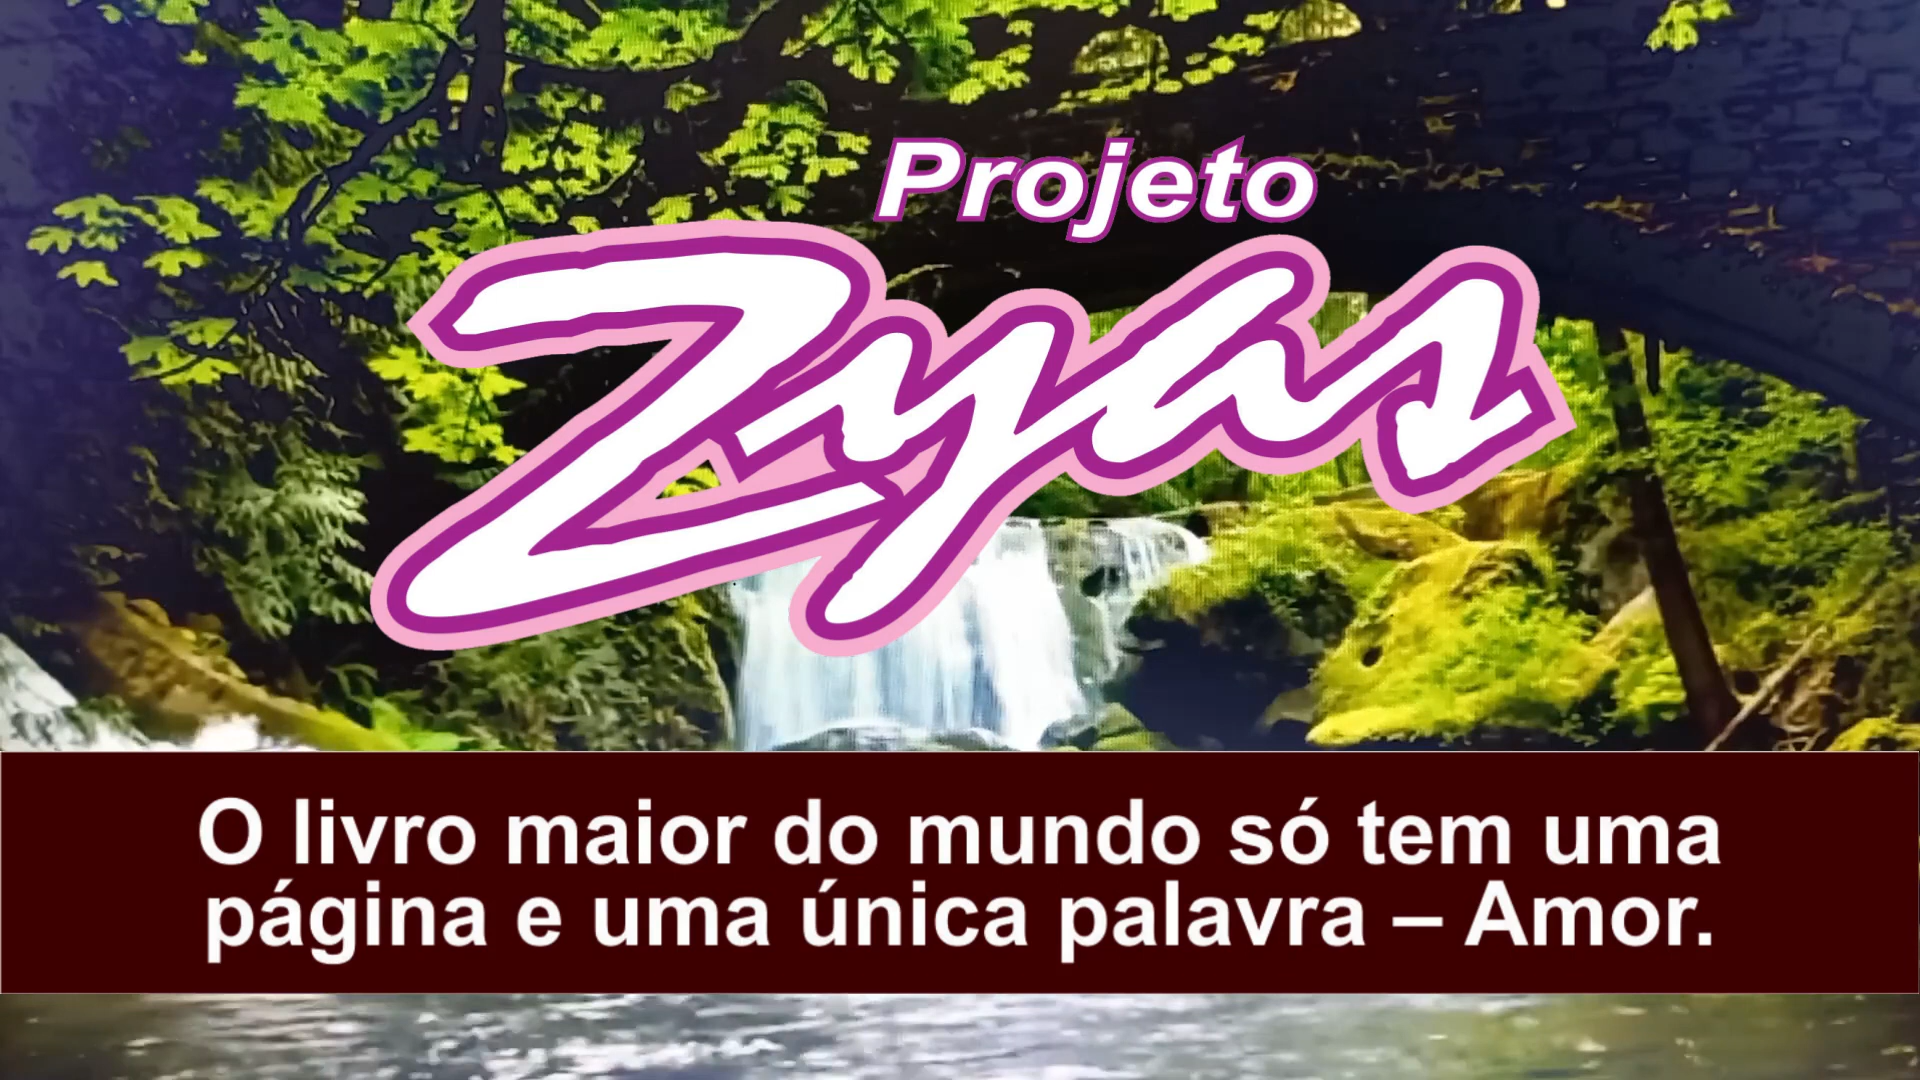 Projeto
Zyas
O livro maior do mundo só tem uma
página e uma única palavra – Amor.